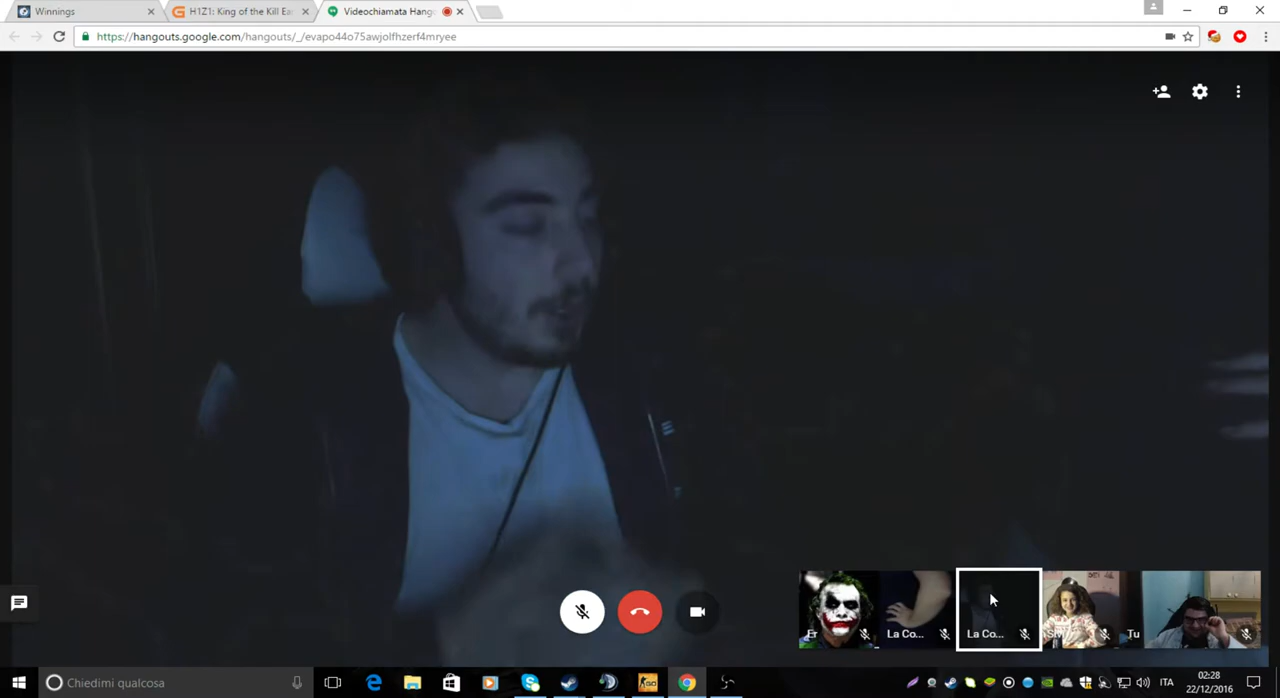 Winnings
H1Z1: King of the Kill Ea
Videochiamata Hang
https://hangouts.google.com/hangouts/_/evapo44o75awjolfhzerf4mryee
Er
La Co...
La Co...
Tu
Chiedimi qualcosa
ITA
02:28
22/12/2016